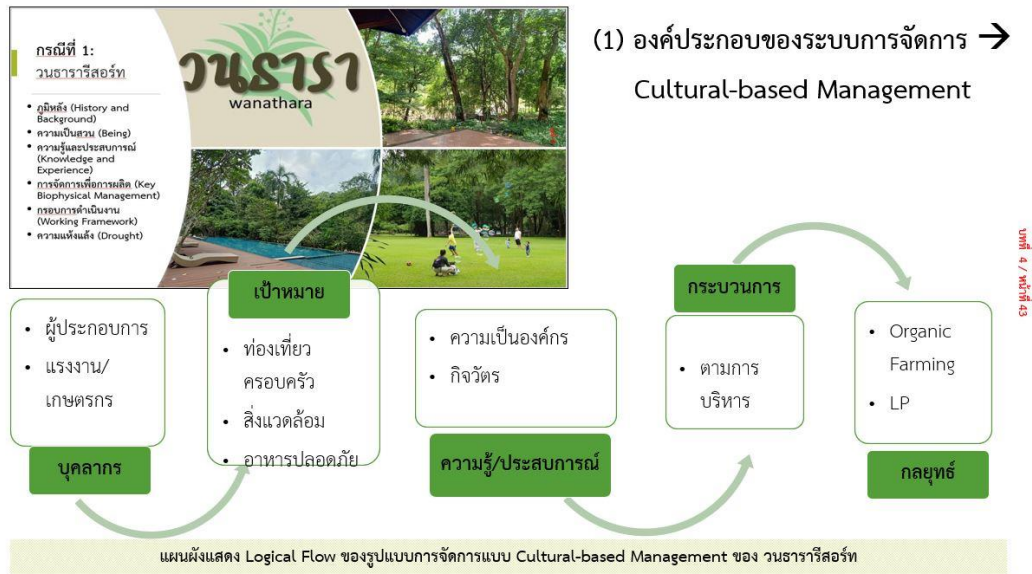 กรณีที่ 1:
วนธารารีสอร์ท
• ภูมิหลัง (History and
Background)
• ความเป็นสวน (Being)
• ความรู้และประสบการณ์
(Knowledge and
Experience)
• การจัดการเพื่อการผลิต (Key
Biophysical Management)
• กรอบการดำเนินงาน
(Working Framework)
• ความแห้งแล้ง (Drought)
วนธารา
wanathara
(1) องค์ประกอบของระบบการจัดการ →
Cultural-based Management
บทที่ 4 / หน้าที่ 43
• ผู้ประกอบการ
• แรงงาน/
เกษตรกร
บุคลากร
เป้าหมาย
• ท่องเที่ยว
ครอบครัว
• สิ่งแวดล้อม
• อาหารปลอดภัย
• ความเป็นองค์กร
• กิจวัตร
ความรู้/ประสบการณ์
กระบวนการ
• ตามการ
บริหาร
• Organic
Farming
• LP
กลยุทธ์
แผนผังแสดง Logical Flow ของรูปแบบการจัดการแบบ Cultural-based Management ของ วนธารารีสอร์ท